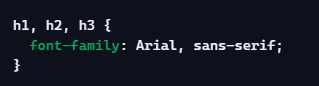 h1, h2, h3 {
  font-family: Arial, sans-serif;
}